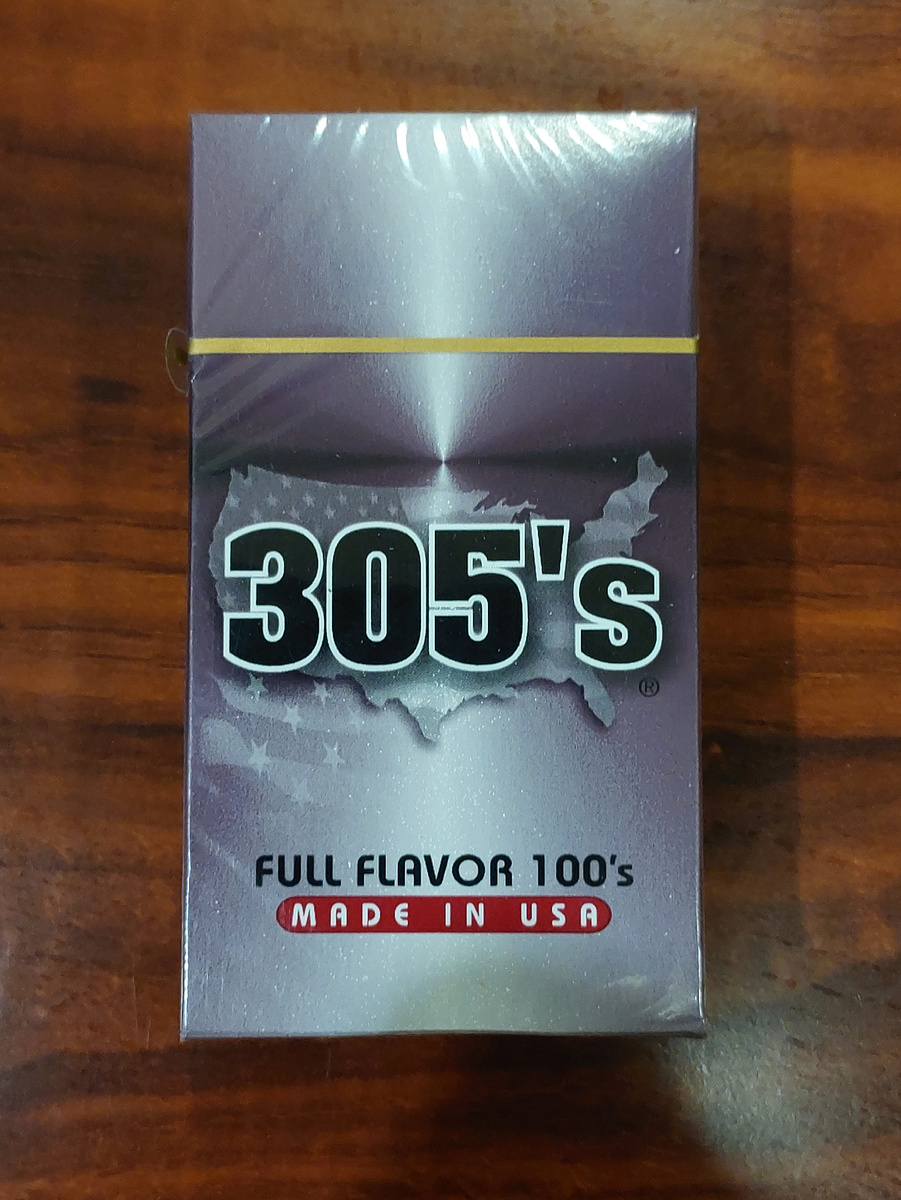 305's
®
FULL FLAVOR 100's
MADE IN USA